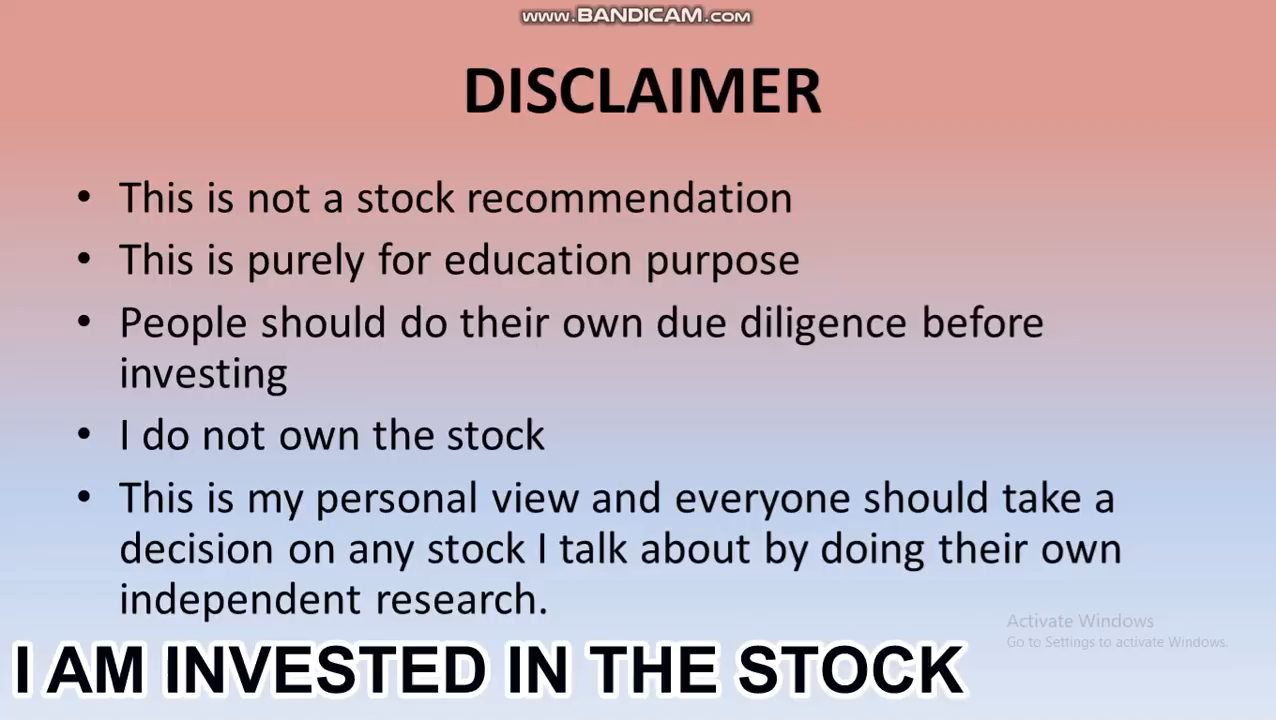 www.BANDICAM.com
DISCLAIMER
• This is not a stock recommendation
• This is purely for education purpose
• People should do their own due diligence before
investing
• I do not own the stock
• This is my personal view and everyone should take a
decision on any stock I talk about by doing their own
independent research.
Activate Windows
Go to Settings to activate Windows.
I AM INVESTED IN THE STOCK